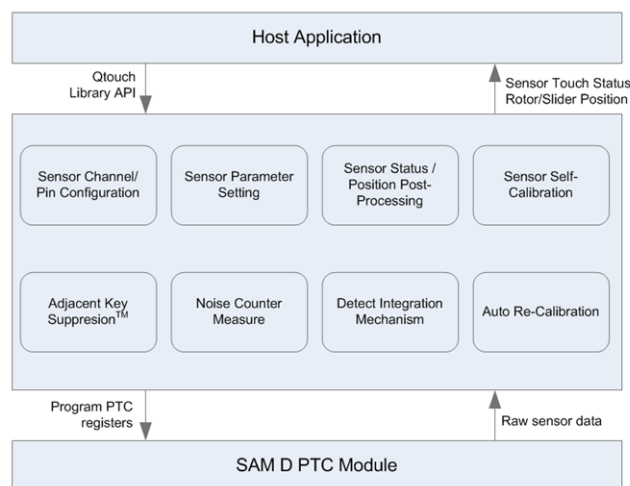 Host Application
Qtouch
Library API
Sensor Touch Status
Rotor/Slider Position
Sensor Channel/
Pin Configuration
Sensor Parameter
Setting
Sensor Status /
Position Post-
Processing
Sensor Self-
Calibration
Adjacent Key
Suppresion™
Noise Counter
Measure
Detect Integration
Mechanism
Auto Re-Calibration
Program PTC
registers
Raw sensor data
SAM D PTC Module